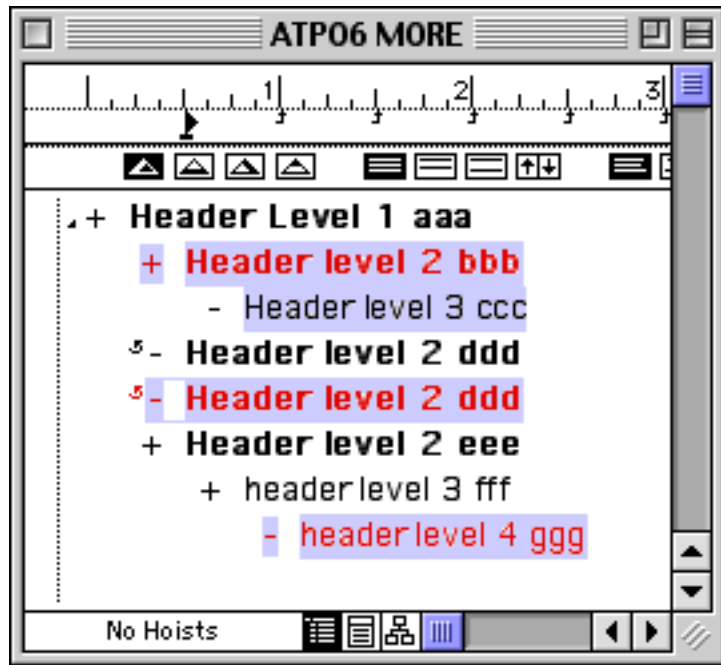 ATPO6 MORE
1 2 3
+ Header Level 1 aaa
+ Header level 2 bbb
- Header level 3 ccc
- Header level 2 ddd
- Header level 2 ddd
+ Header level 2 eee
+ header level 3 fff
- header level 4 ggg
No Hoists